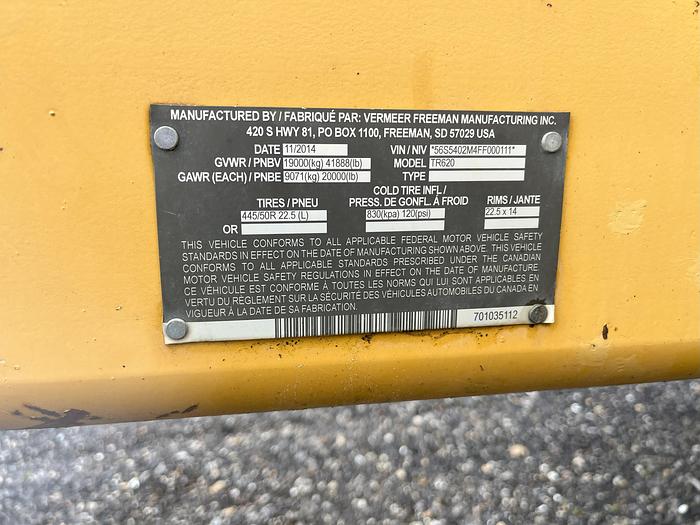 MANUFACTURED BY / FABRIQUÉ PAR: VERMEER FREEMAN MANUFACTURING INC.
420 S HWY 81, PO BOX 1100, FREEMAN, SD 57029 USA
DATE 11/2014 VIN / NIV *56S5402M4FF000111*
GVWR / PNBV 19000(kg) 41888(lb) MODEL TR620
GAWR (EACH) / PNBE 9071(kg) 20000(lb) TYPE
COLD TIRE INFL /
TIRES / PNEU PRESS. DE GONFL. À FROID RIMS / JANTE
445/50R 22.5 (L) 830(kpa) 120(psi) 22.5 x 14
OR
THIS VEHICLE CONFORMS TO ALL APPLICABLE FEDERAL MOTOR VEHICLE SAFETY
STANDARDS IN EFFECT ON THE DATE OF MANUFACTURING SHOWN ABOVE. THIS VEHICLE
CONFORMS TO ALL APPLICABLE STANDARDS PRESCRIBED UNDER THE CANADIAN
MOTOR VEHICLE SAFETY REGULATIONS IN EFFECT ON THE DATE OF MANUFACTURE.
CE VÉHICULE EST CONFORME À TOUTES LES NORMES QUI LUI SONT APPLICABLES EN
VERTU DU RÈGLEMENT SUR LA SÉCURITÉ DES VÉHICULES AUTOMOBILES DU CANADA EN
VIGUEUR À LA DATE DE SA FABRICATION.
701035112